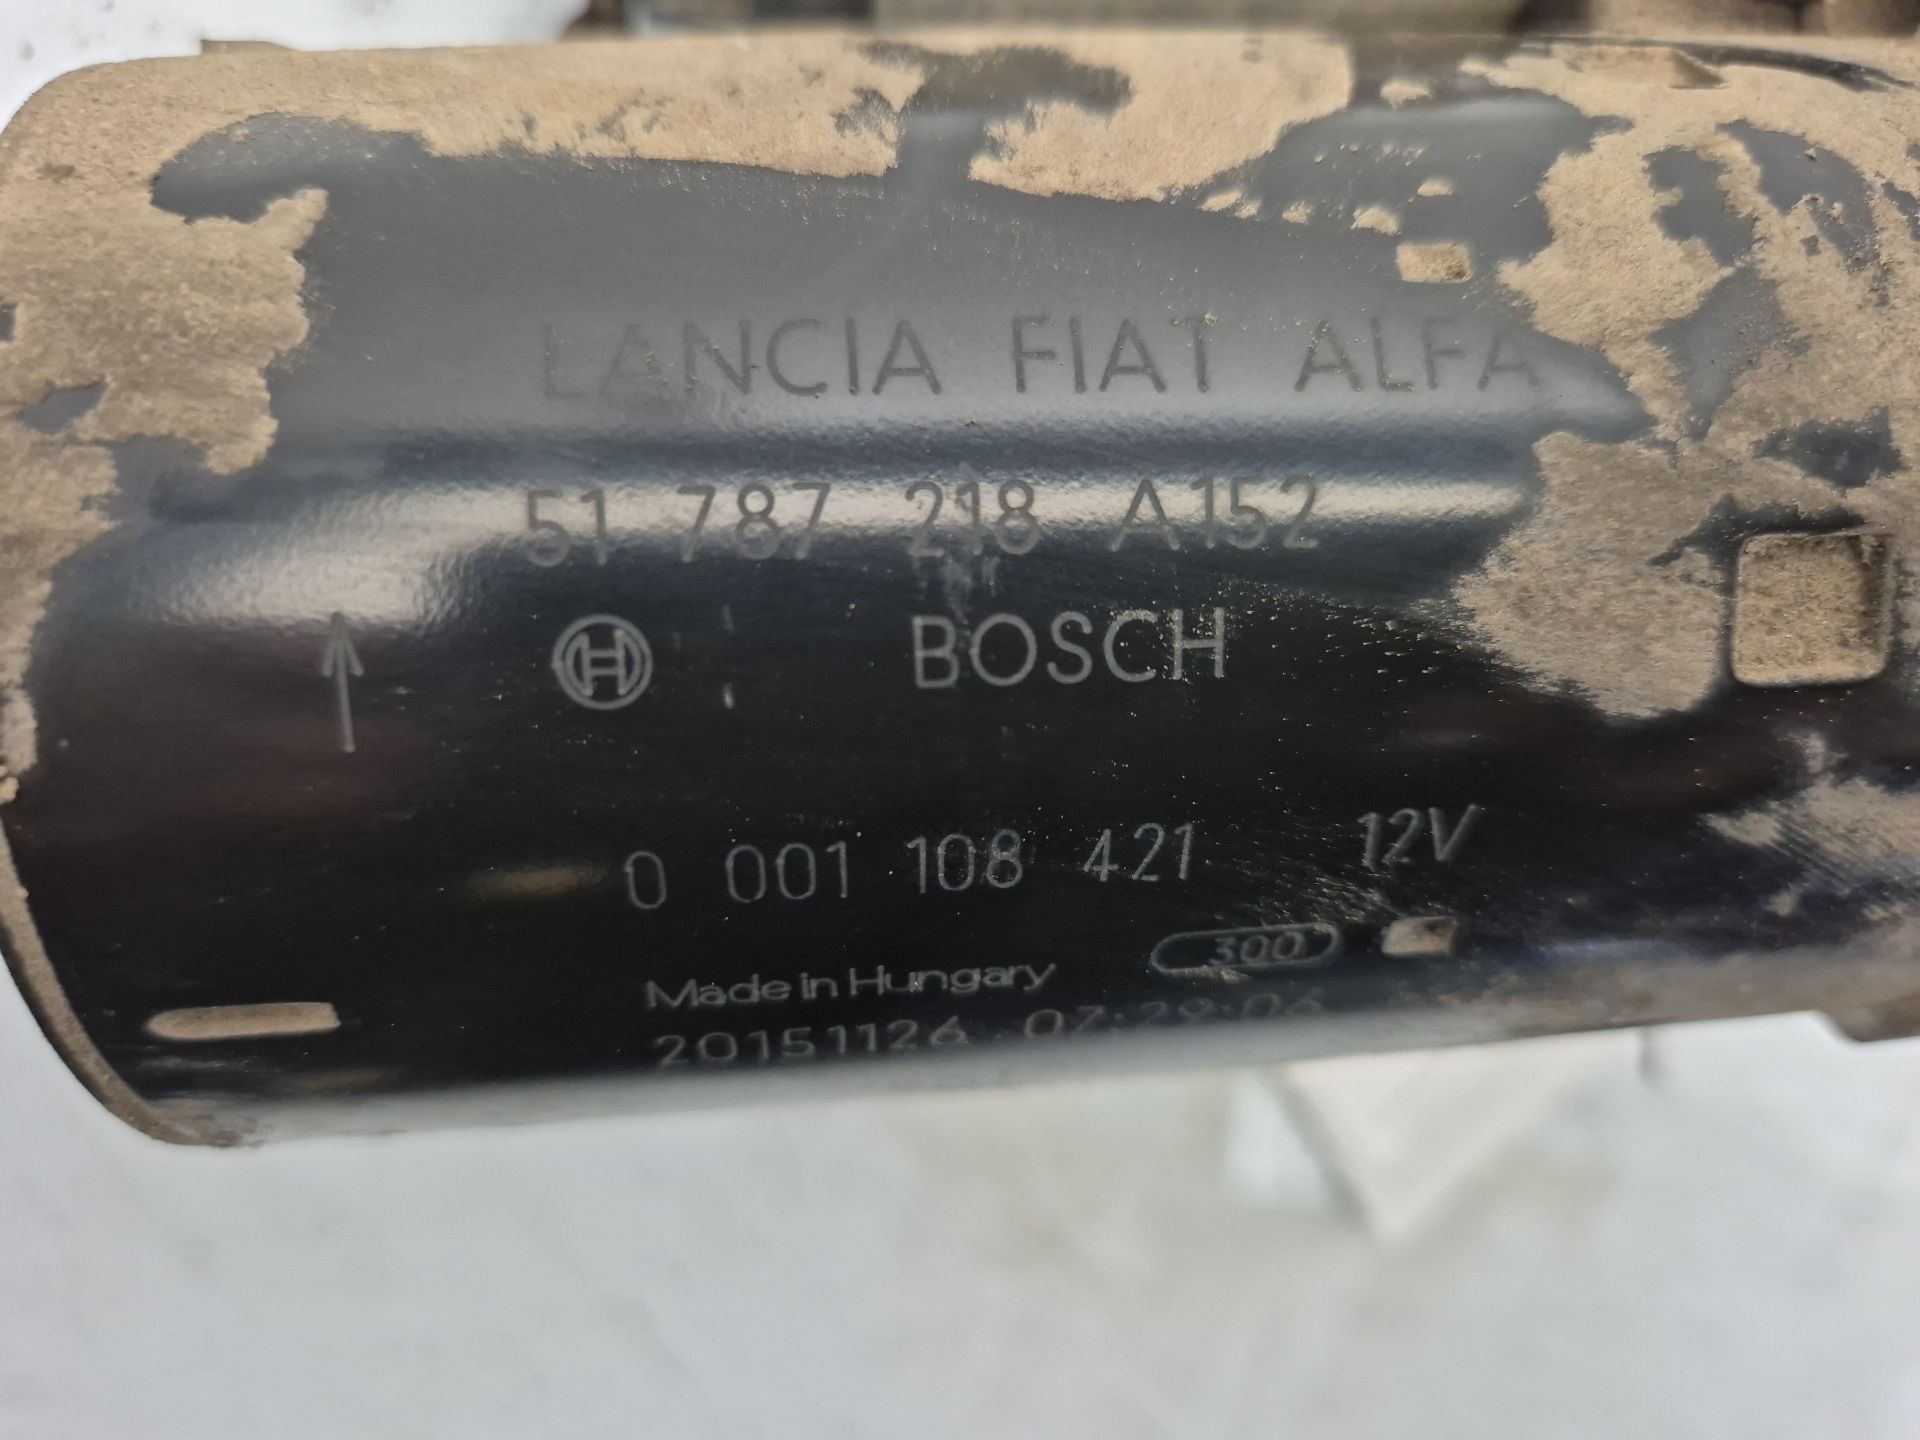 LANCIA FIAT ALFA
51 787 218 A152
BOSCH
0 001 108 421 12V
300
Made in Hungary
20151126 07:29:06